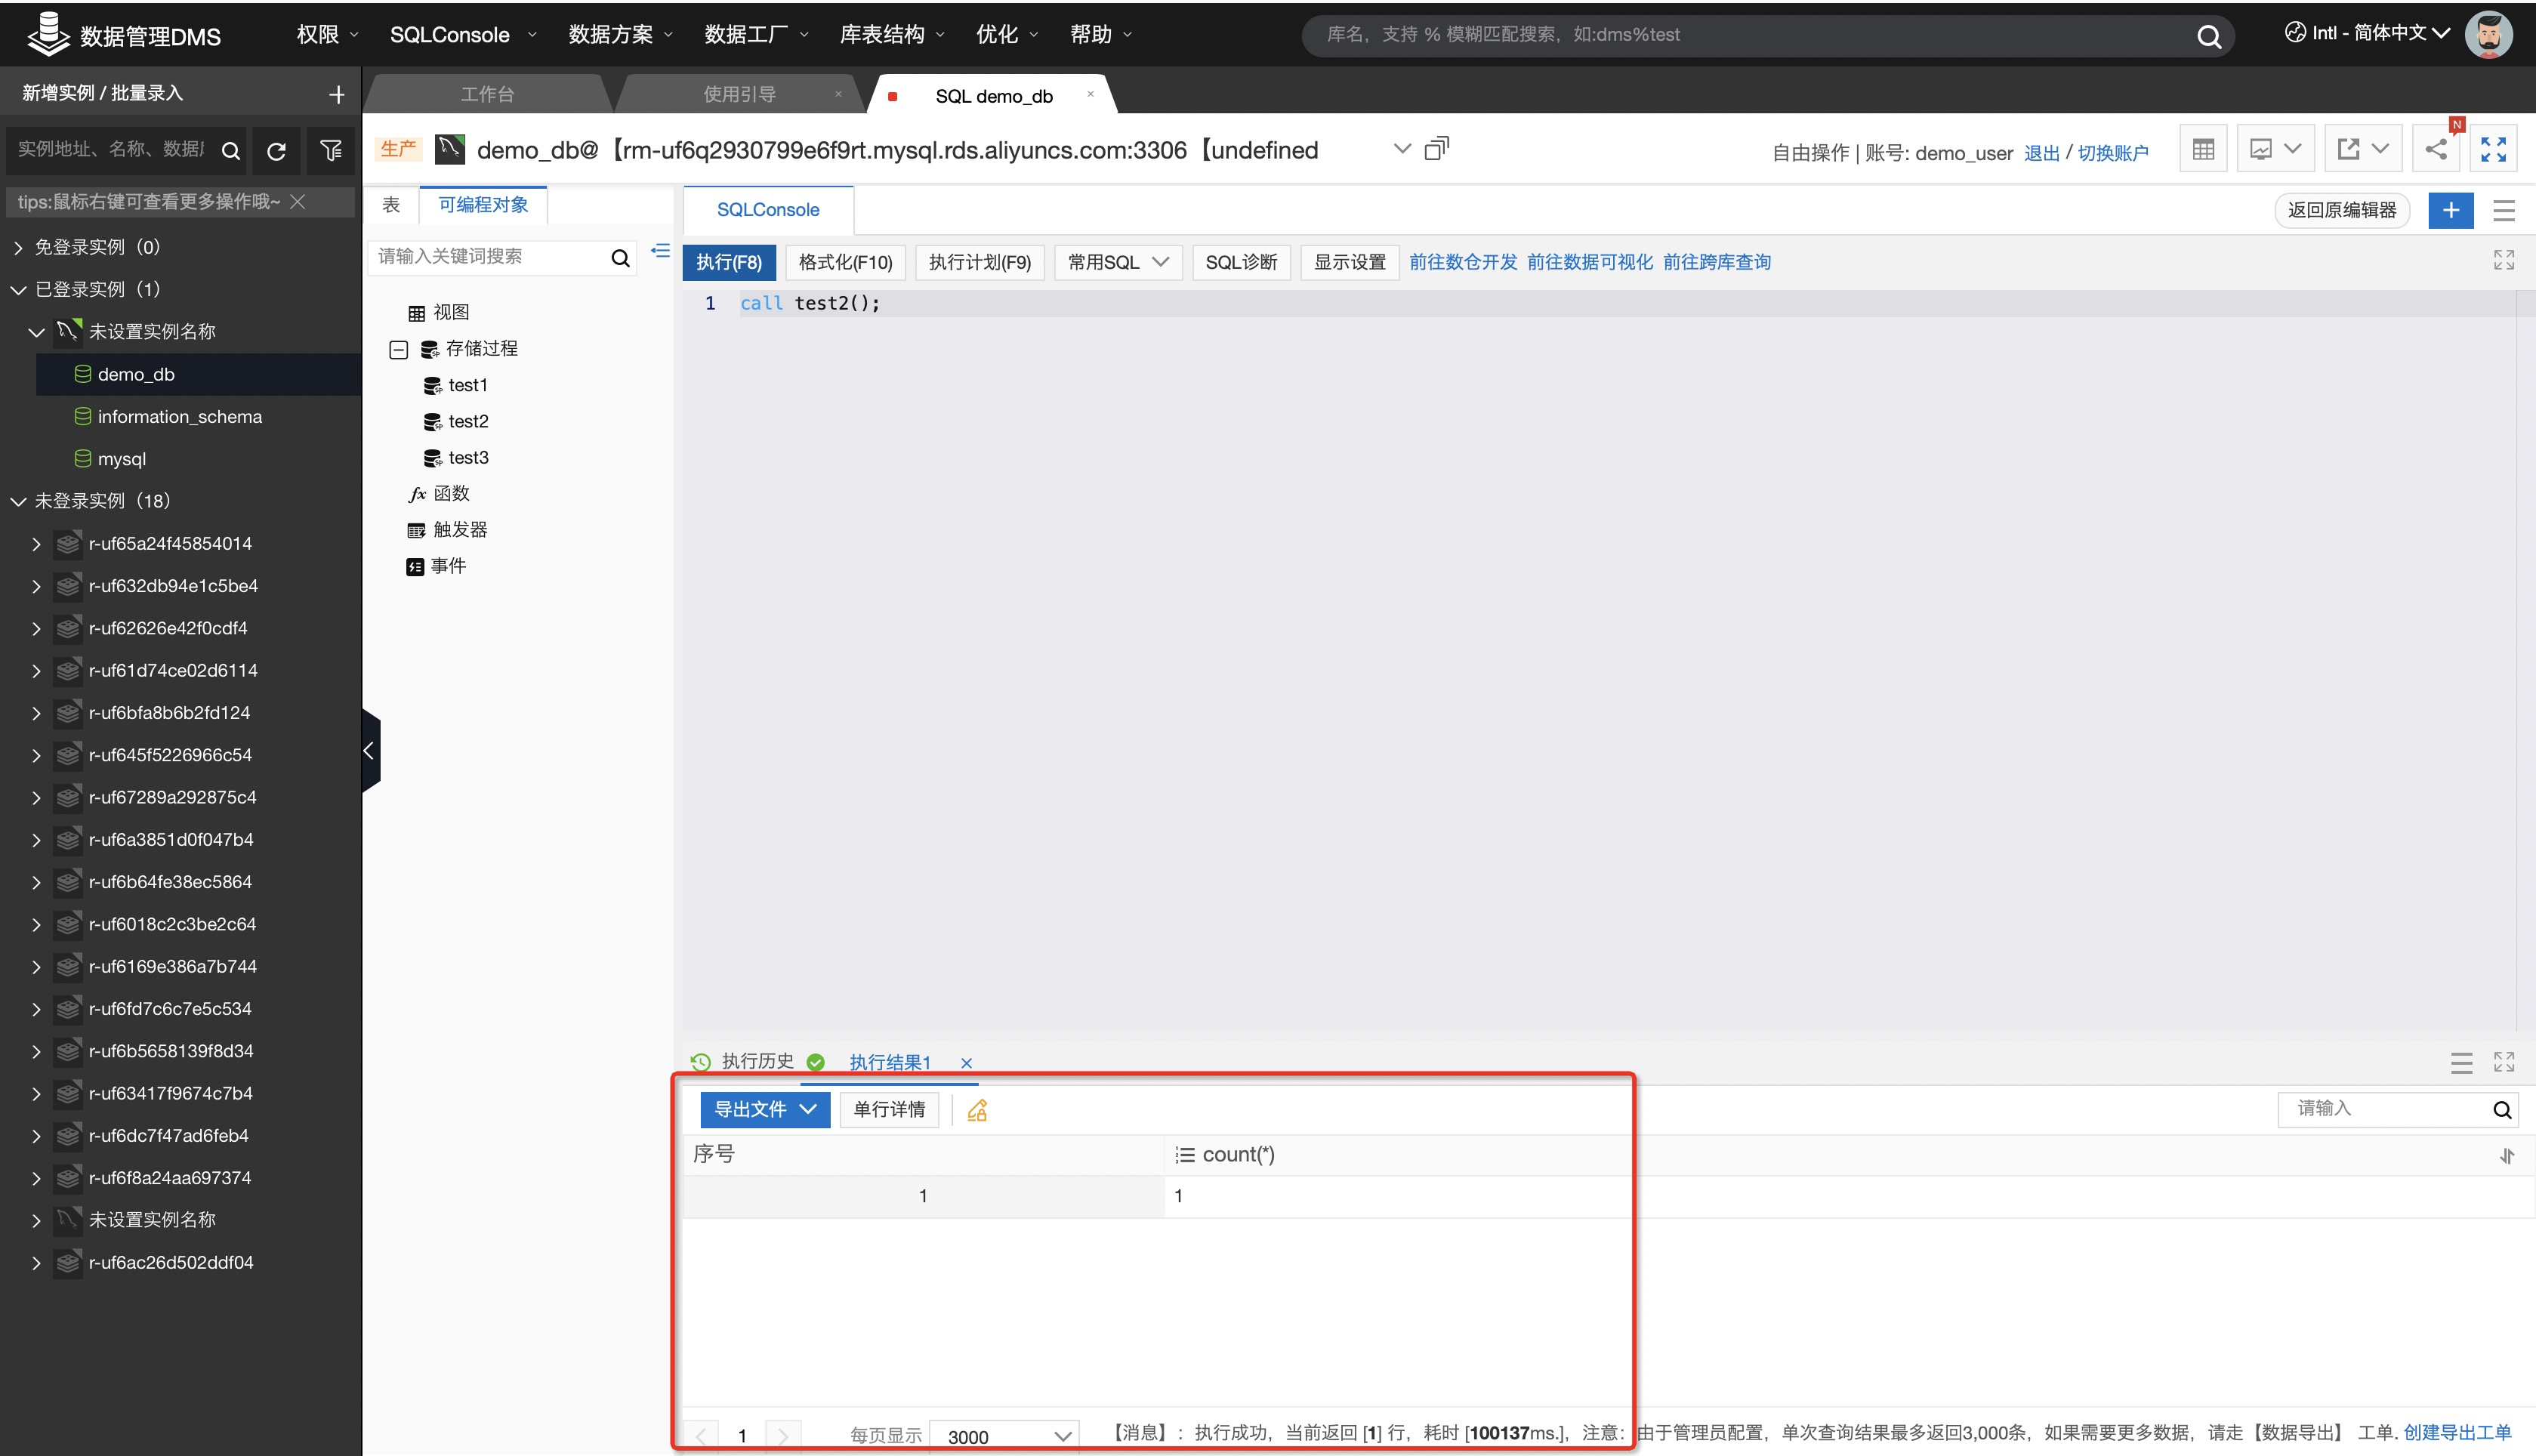 数据管理DMS
权限
SQLConsole
数据方案
数据工厂
库表结构
优化
帮助
库名，支持 % 模糊匹配搜索，如:dms%test
Intl - 简体中文
新增实例 / 批量录入
工作台
使用引导
SQL demo_db
实例地址、名称、数据
tips:鼠标右键可查看更多操作哦~
免登录实例（0）
已登录实例（1）
未设置实例名称
demo_db
information_schema
mysql
未登录实例（18）
r-uf65a24f45854014
r-uf632db94e1c5be4
r-uf62626e42f0cdf4
r-uf61d74ce02d6114
r-uf6bfa8b6b2fd124
r-uf645f5226966c54
r-uf67289a292875c4
r-uf6a3851d0f047b4
r-uf6b64fe38ec5864
r-uf6018c2c3be2c64
r-uf6169e386a7b744
r-uf6fd7c6c7e5c534
r-uf6b5658139f8d34
r-uf63417f9674c7b4
r-uf6dc7f47ad6feb4
r-uf6f8a24aa697374
未设置实例名称
r-uf6ac26d502ddf04
生产
demo_db@【rm-uf6q2930799e6f9rt.mysql.rds.aliyuncs.com:3306【undefined
自由操作 | 账号: demo_user 退出 / 切换账户
N
表
可编程对象
请输入关键词搜索
视图
存储过程
test1
test2
test3
函数
触发器
事件
SQLConsole
返回原编辑器
执行(F8)
格式化(F10)
执行计划(F9)
常用SQL
SQL诊断
显示设置
前往数仓开发
前往数据可视化
前往跨库查询
1 call test2();
执行历史
执行结果1
导出文件
单行详情
请输入
序号
count(*)
1
1
1
每页显示
3000
【消息】：执行成功，当前返回 [1] 行，耗时 [100137ms.]，注意：由于管理员配置，单次查询结果最多返回3,000条，如果需要更多数据，请走【数据导出】 工单. 创建导出工单